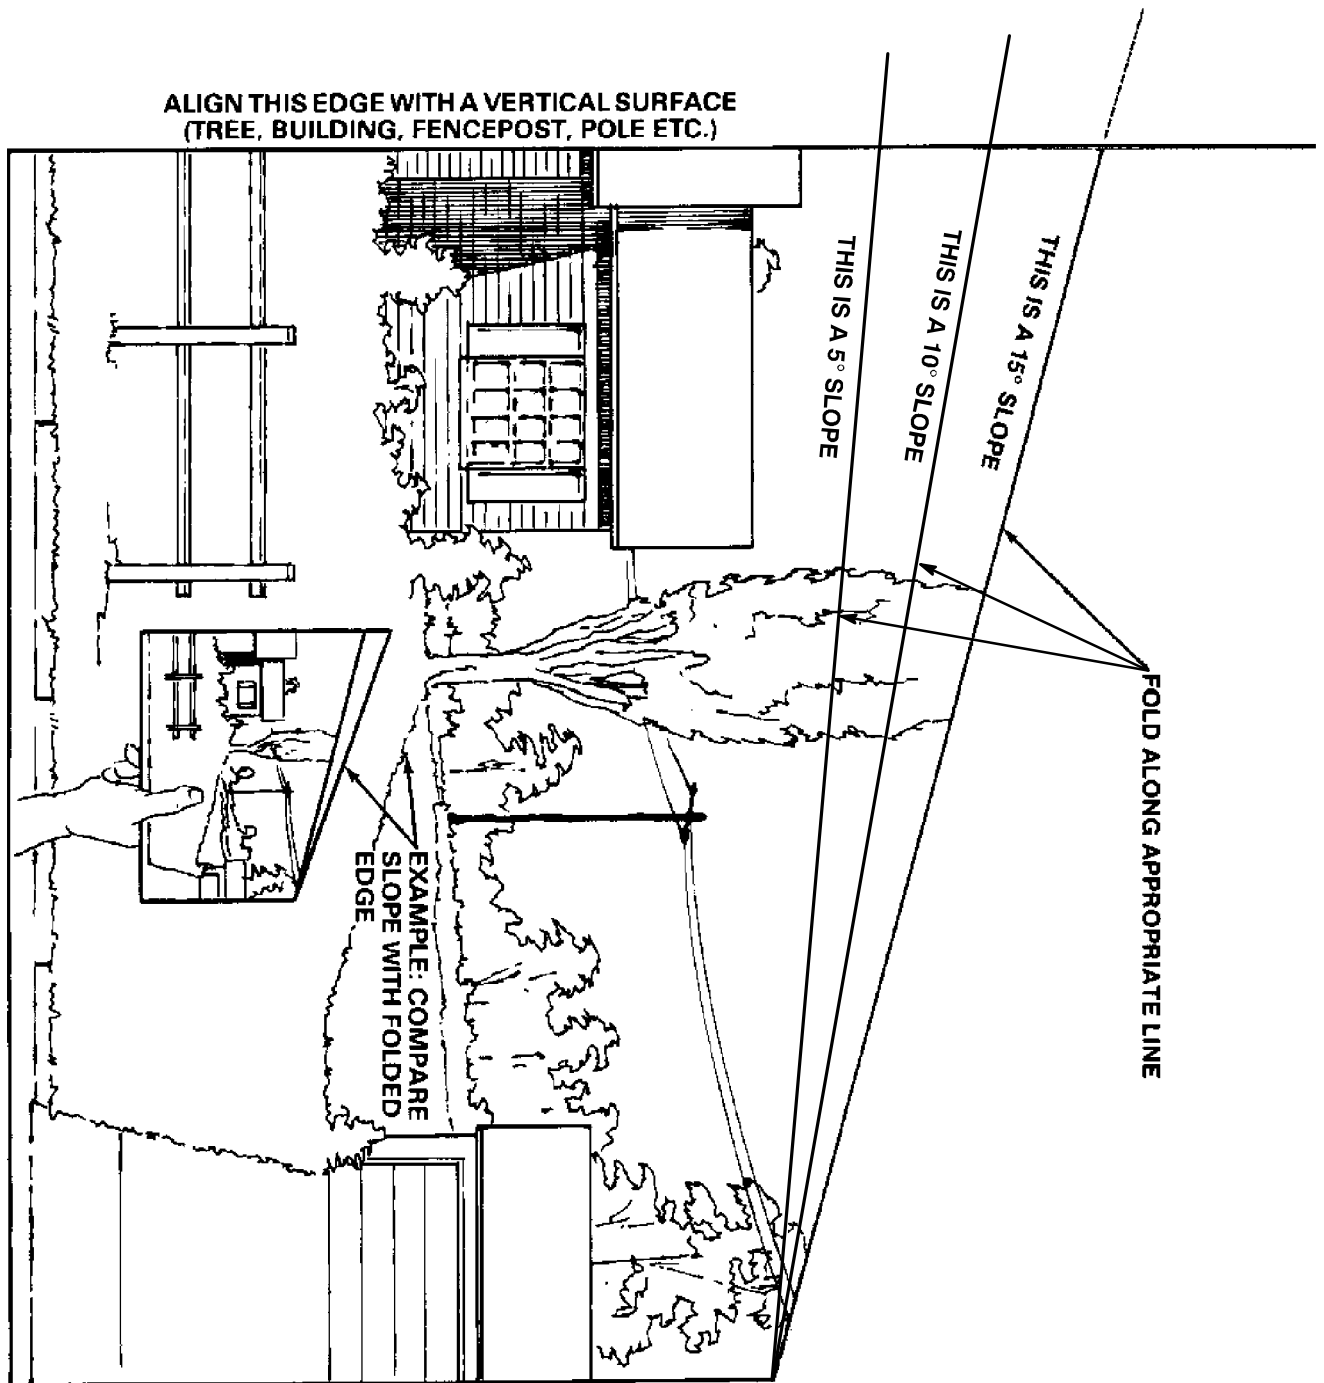 ALIGN THIS EDGE WITH A VERTICAL SURFACE
(TREE, BUILDING, FENCEPOST, POLE ETC.)
THIS IS A 5° SLOPE
THIS IS A 10° SLOPE
THIS IS A 15° SLOPE
FOLD ALONG APPROPRIATE LINE
EXAMPLE: COMPARE
SLOPE WITH FOLDED
EDGE